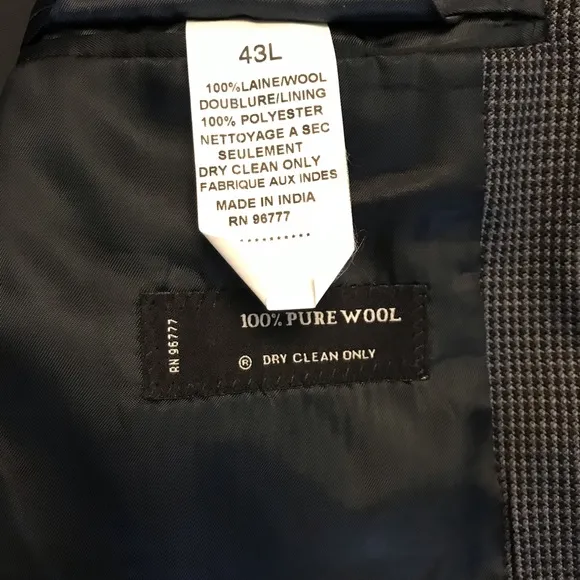 43L
100%LAINE/WOOL
DOUBLURE/LINING
100% POLYESTER
NETTOYAGE A SEC
SEULEMENT
DRY CLEAN ONLY
FABRIQUE AUX INDES
MADE IN INDIA
RN 96777
..........
RN 96777
100% PURE WOOL
® DRY CLEAN ONLY